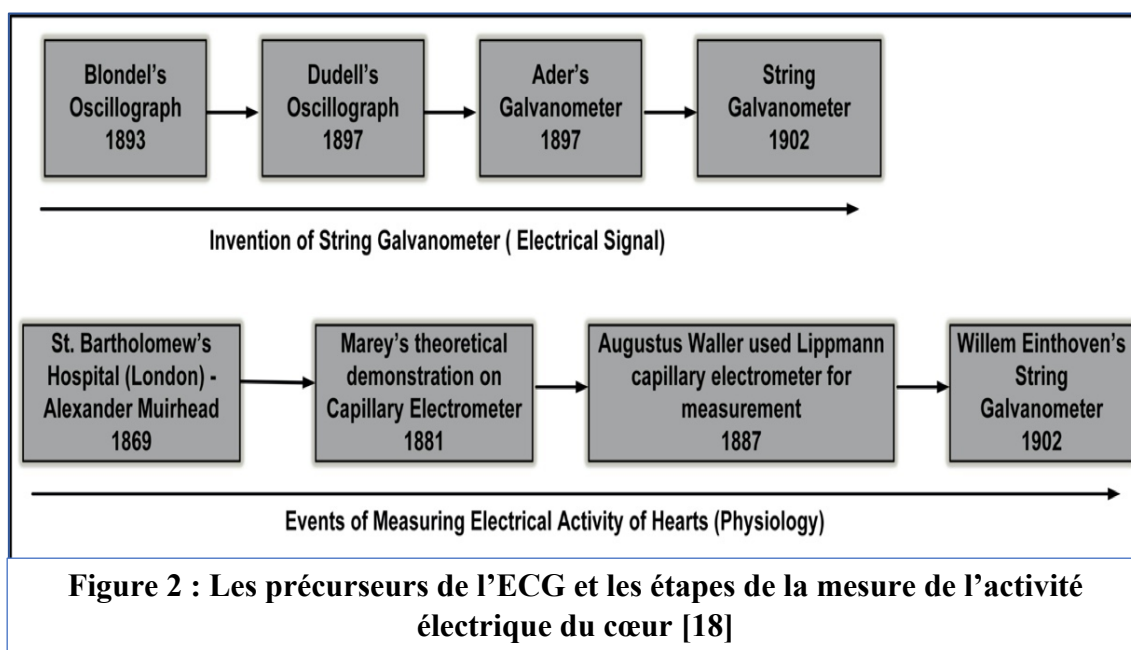 Blondel's
Oscillograph
1893
Dudell's
Oscillograph
1897
Ader's
Galvanometer
1897
String
Galvanometer
1902
Invention of String Galvanometer ( Electrical Signal)
St. Bartholomew's
Hospital (London) -
Alexander Muirhead
1869
Marey's theoretical
demonstration on
Capillary Electrometer
1881
Augustus Waller used Lippmann
capillary electrometer for
measurement
1887
Willem Einthoven's
String
Galvanometer
1902
Events of Measuring Electrical Activity of Hearts (Physiology)
Figure 2 : Les précurseurs de l’ECG et les étapes de la mesure de l’activité
électrique du cœur [18]